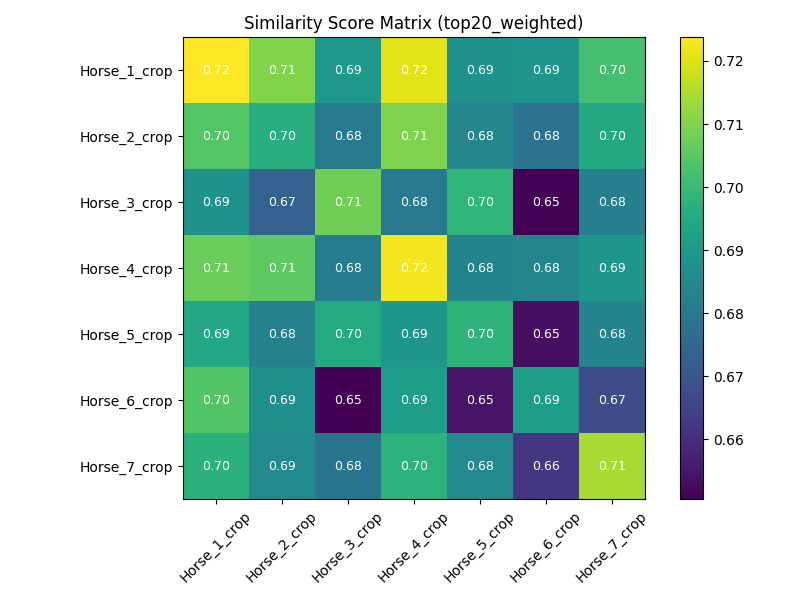 Similarity Score Matrix (top20_weighted)
Horse_1_crop 0.72 0.71 0.69 0.72 0.69 0.69 0.70 0.72
Horse_2_crop 0.70 0.70 0.68 0.71 0.68 0.68 0.70 0.71
Horse_3_crop 0.69 0.67 0.71 0.68 0.70 0.65 0.68 0.70
Horse_4_crop 0.71 0.71 0.68 0.72 0.68 0.68 0.69 0.69
Horse_5_crop 0.69 0.68 0.70 0.69 0.70 0.65 0.68 0.68
Horse_6_crop 0.70 0.69 0.65 0.69 0.65 0.69 0.67 0.67
Horse_7_crop 0.70 0.69 0.68 0.70 0.68 0.66 0.71 0.66
Horse_1_crop Horse_2_crop Horse_3_crop Horse_4_crop Horse_5_crop Horse_6_crop Horse_7_crop